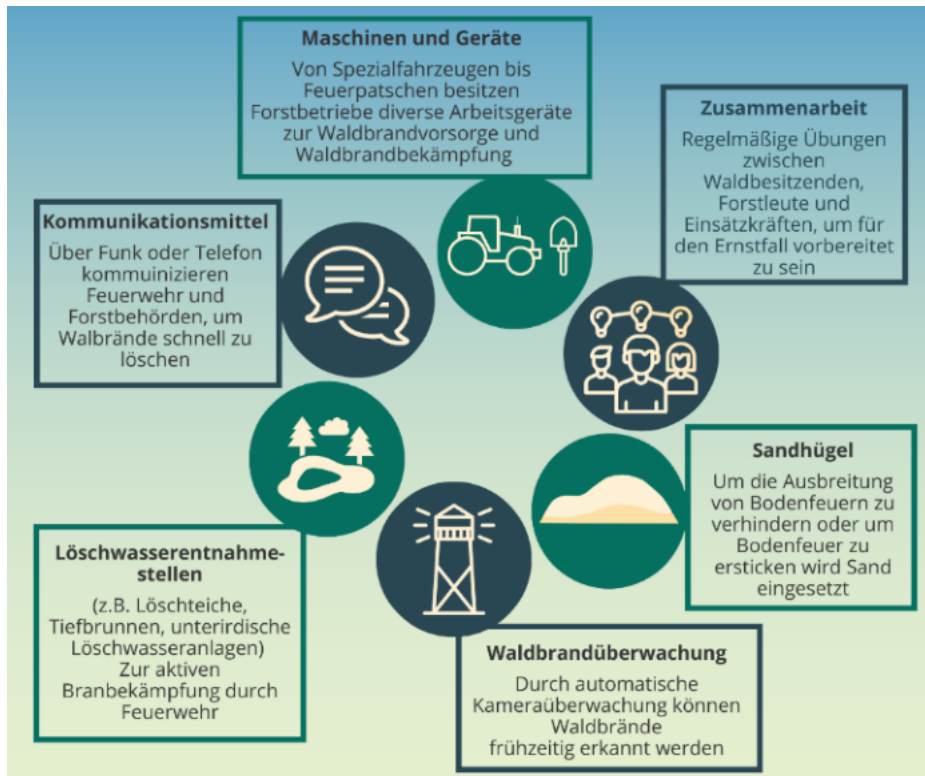 Maschinen und Geräte
Von Spezialfahrzeugen bis
Feuerpatschen besitzen
Forstbetriebe diverse Arbeitsgeräte
zur Waldbrandvorsorge und
Waldbrandbekämpfung
Zusammenarbeit
Regelmäßige Übungen
zwischen
Waldbesitzenden,
Forstleute und
Einsätzkräften, um für
den Ernstfall vorbereitet
zu sein
Kommunikationsmittel
Über Funk oder Telefon
kommuinizieren
Feuerwehr und
Forstbehörden, um
Walbrände schnell zu
löschen
Sandhügel
Um die Ausbreitung
von Bodenfeuern zu
verhindern oder um
Bodenfeuer zu
ersticken wird Sand
eingesetzt
Löschwasserentnahme-
stellen
(z.B. Löschteiche,
Tiefbrunnen, unterirdische
Löschwasseranlagen)
Zur aktiven
Branbekämpfung durch
Feuerwehr
Waldbrandüberwachung
Durch automatische
Kameraüberwachung können
Waldbrände
frühzeitig erkannt werden